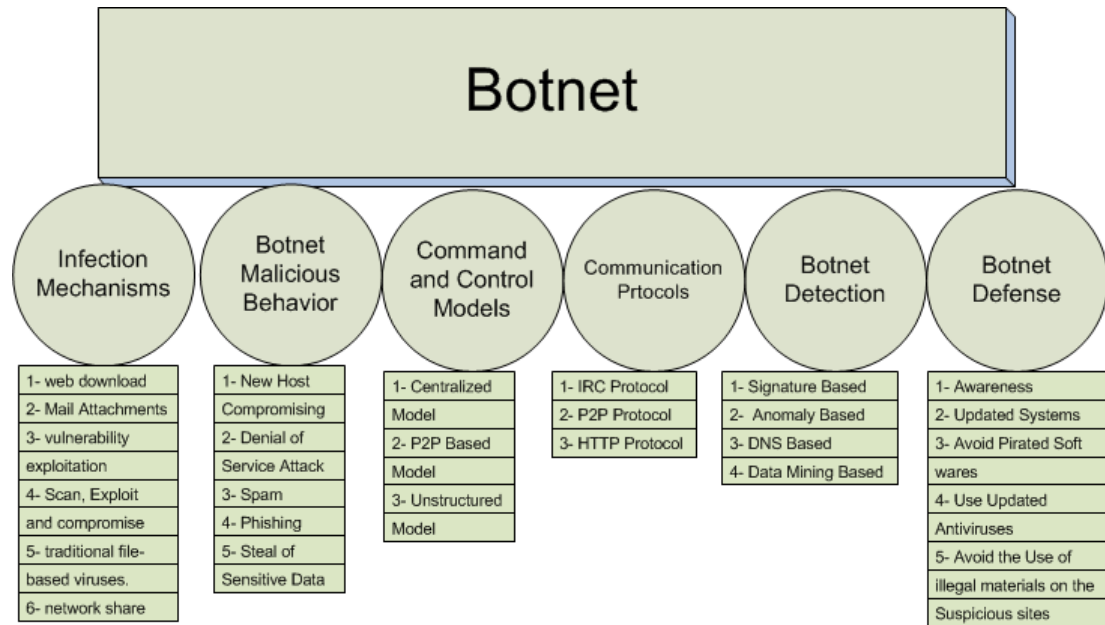 Botnet
Infection
Mechanisms
Botnet
Malicious
Behavior
Command
and Control
Models
Communication
Prtocols
Botnet
Detection
Botnet
Defense
1- web download
2- Mail Attachments
3- vulnerability
exploitation
4- Scan, Exploit
and compromise
5- traditional file-
based viruses.
6- network share
1- New Host
Compromising
2- Denial of
Service Attack
3- Spam
4- Phishing
5- Steal of
Sensitive Data
1- Centralized
Model
2- P2P Based
Model
3- Unstructured
Model
1- IRC Protocol
2- P2P Protocol
3- HTTP Protocol
1- Signature Based
2- Anomaly Based
3- DNS Based
4- Data Mining Based
1- Awareness
2- Updated Systems
3- Avoid Pirated Soft
wares
4- Use Updated
Antiviruses
5- Avoid the Use of
illegal materials on the
Suspicious sites